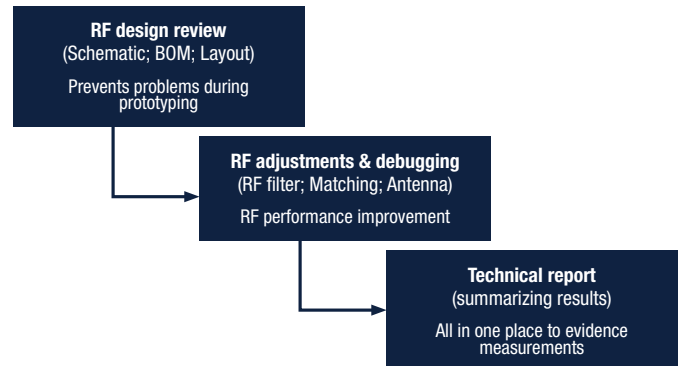 RF design review
(Schematic; BOM; Layout)
Prevents problems during
prototyping
RF adjustments & debugging
(RF filter; Matching; Antenna)
RF performance improvement
Technical report
(summarizing results)
All in one place to evidence
measurements